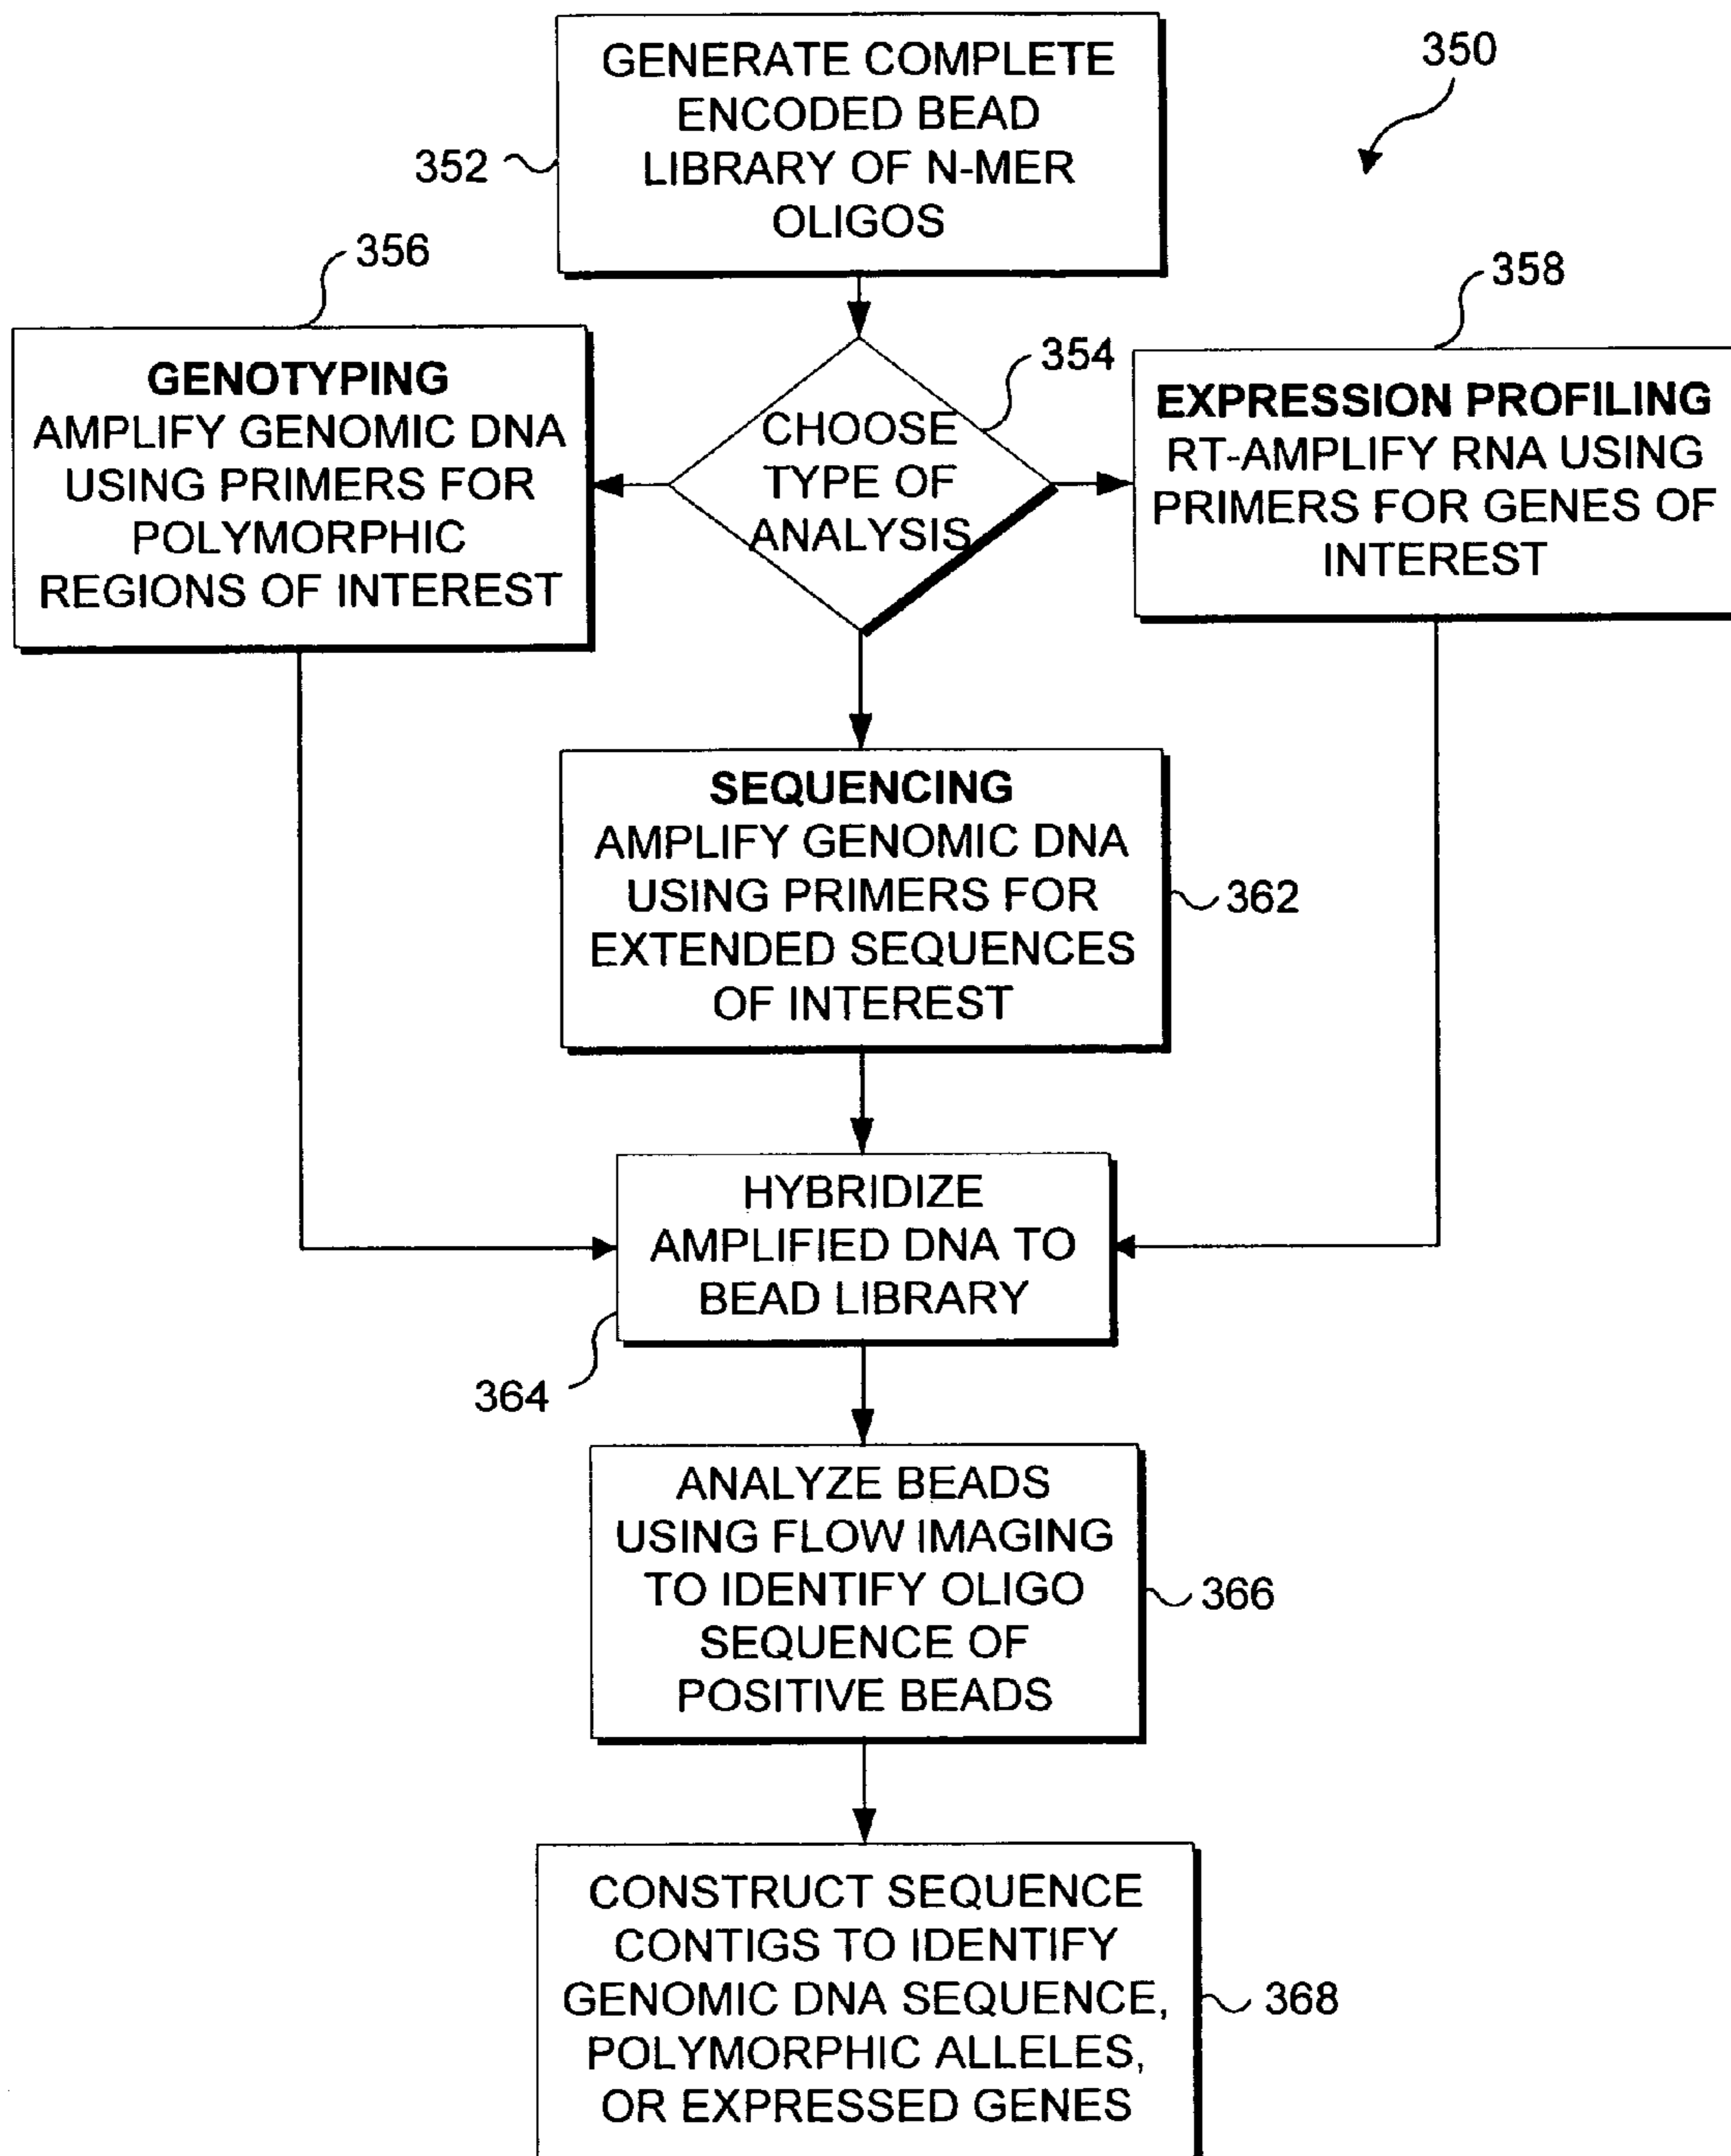 GENERATE COMPLETE
ENCODED BEAD
LIBRARY OF N-MER
OLIGOS
350
352
356
358
354
GENOTYPING
AMPLIFY GENOMIC DNA
USING PRIMERS FOR
POLYMORPHIC
REGIONS OF INTEREST
CHOOSE
TYPE OF
ANALYSIS
EXPRESSION PROFILING
RT-AMPLIFY RNA USING
PRIMERS FOR GENES OF
INTEREST
SEQUENCING
AMPLIFY GENOMIC DNA
USING PRIMERS FOR
EXTENDED SEQUENCES
OF INTEREST
362
HYBRIDIZE
AMPLIFIED DNA TO
BEAD LIBRARY
364
ANALYZE BEADS
USING FLOW IMAGING
TO IDENTIFY OLIGO
SEQUENCE OF
POSITIVE BEADS
366
CONSTRUCT SEQUENCE
CONTIGS TO IDENTIFY
GENOMIC DNA SEQUENCE,
POLYMORPHIC ALLELES,
OR EXPRESSED GENES
368